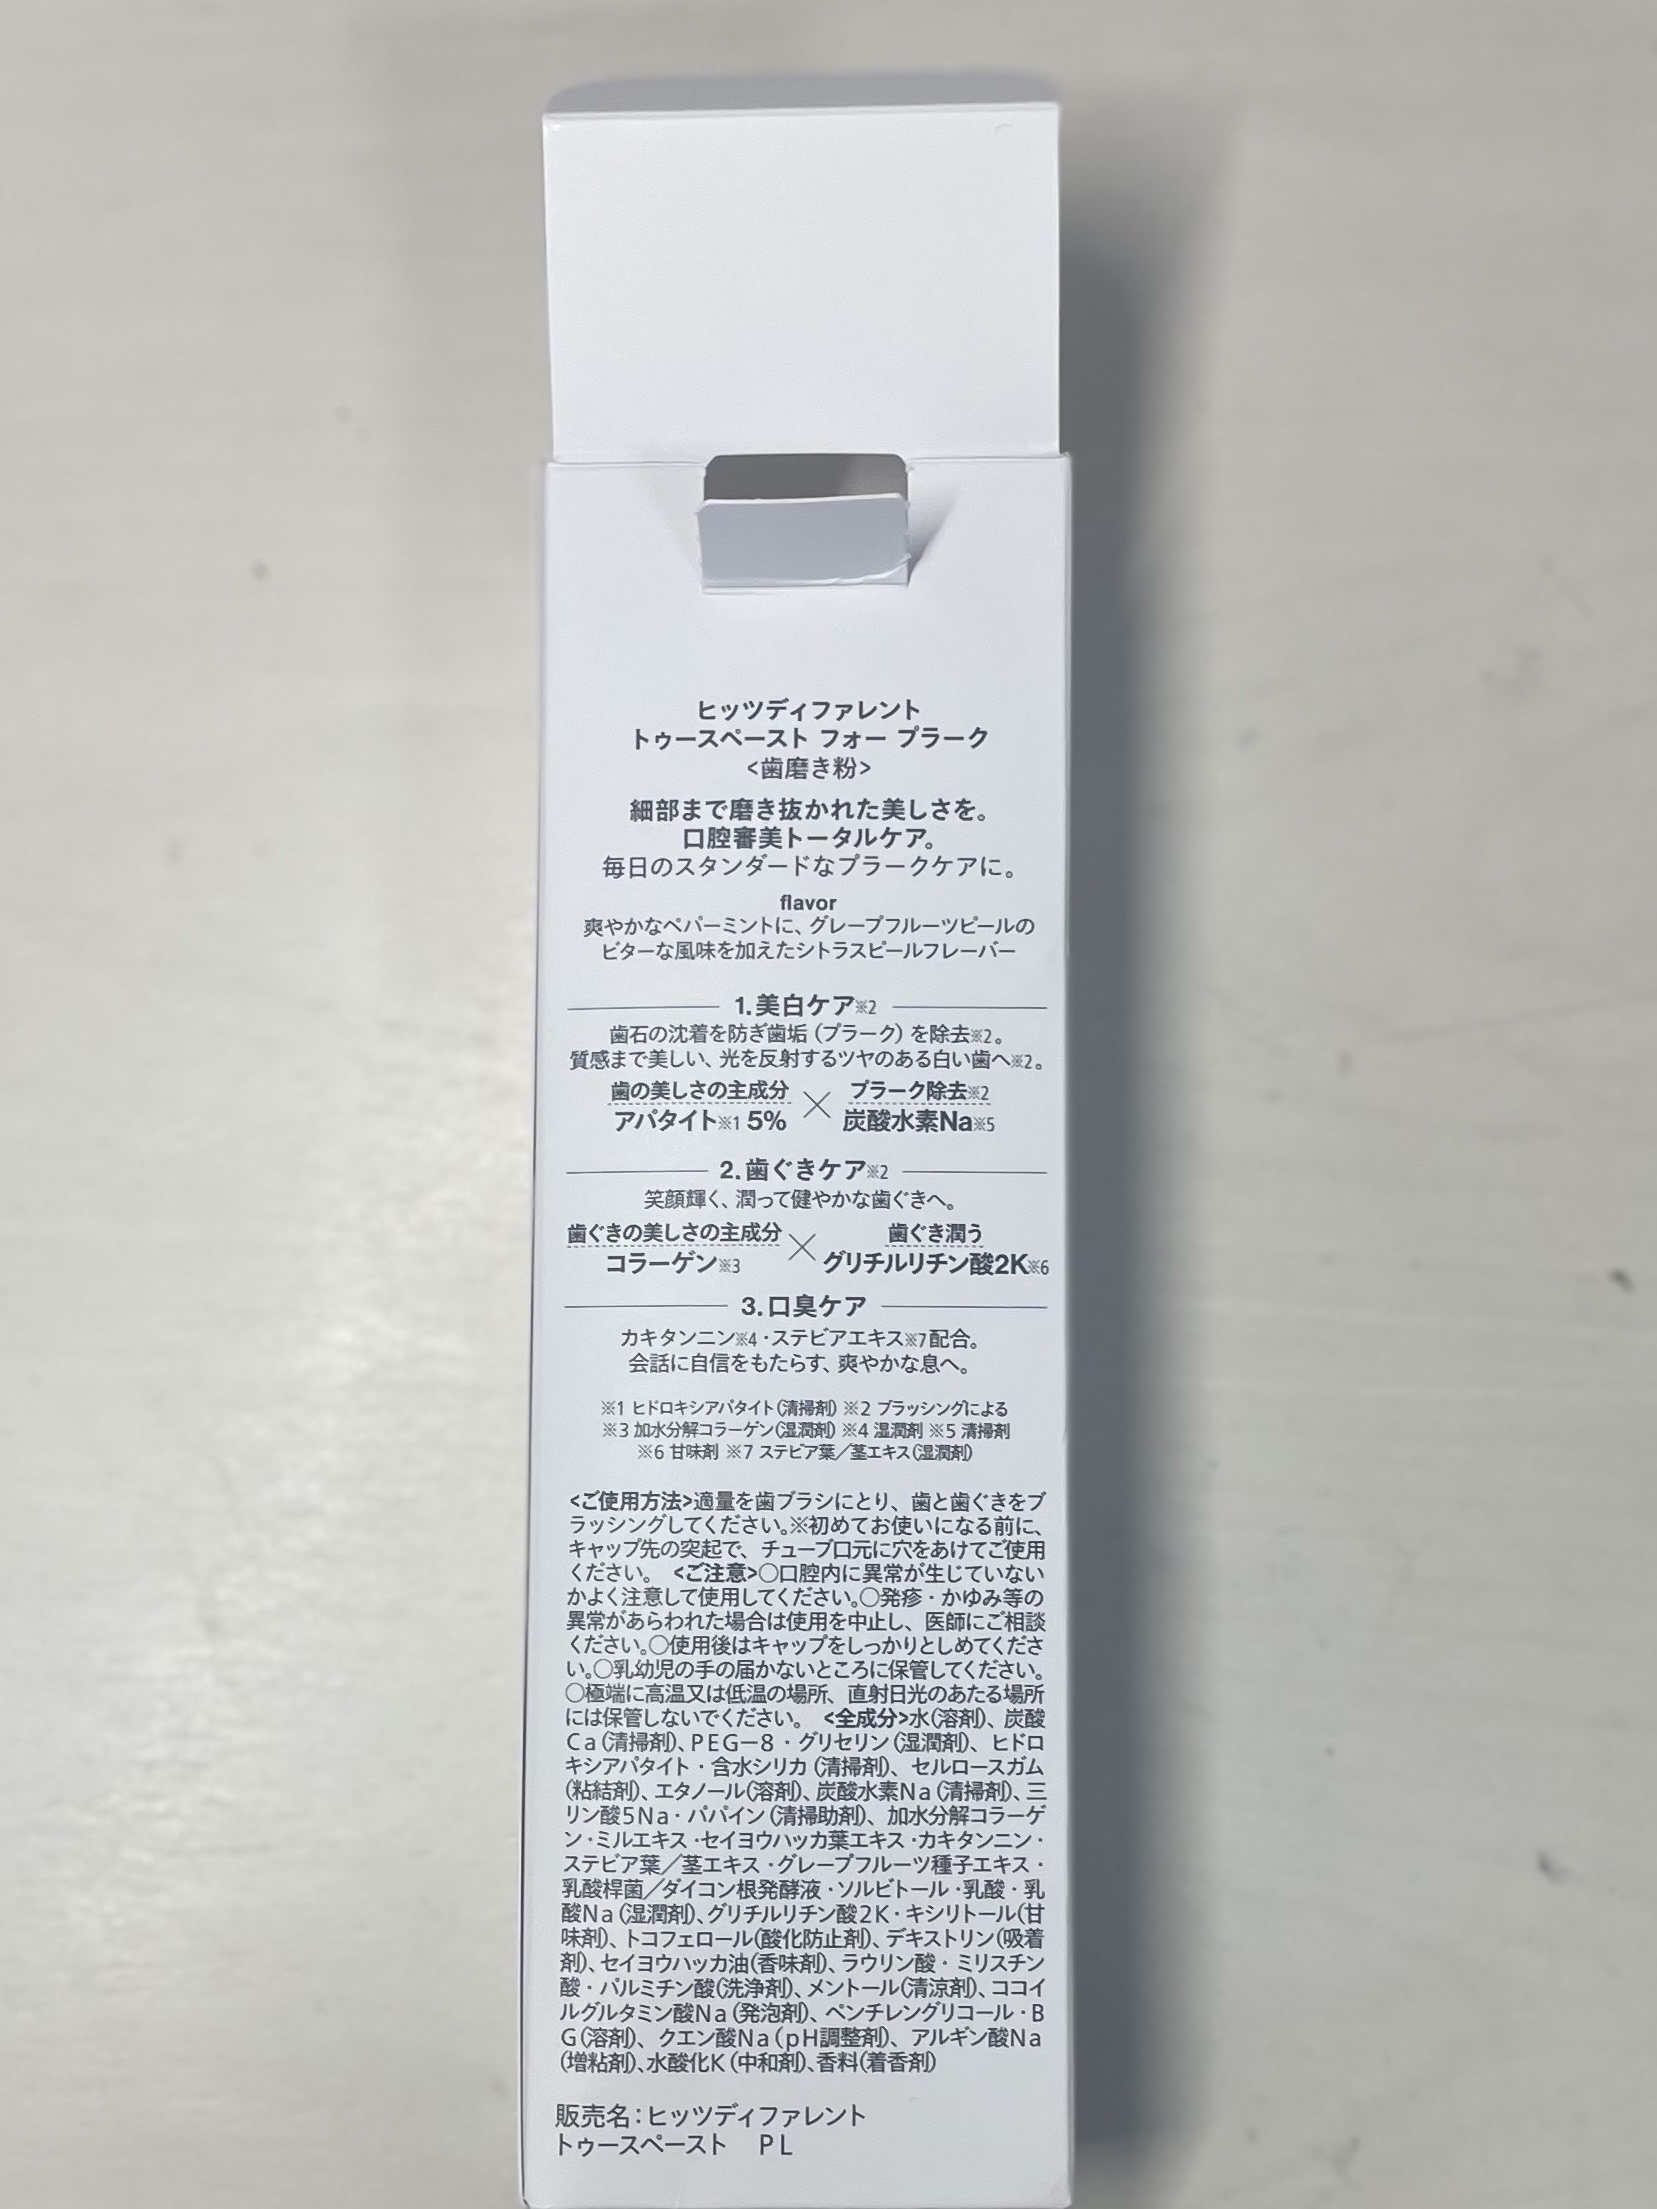 ヒッツディファレント
トゥースペースト フォー プラーク
<歯磨き粉>
細部まで磨き抜かれた美しさを。
口腔審美トータルケア。
毎日のスタンダードなプラークケアに。
flavor
爽やかなペパーミントに、グレープフルーツピールの
ビターな風味を加えたシトラスピールフレーバー
1.美白ケア※2
歯石の沈着を防ぎ歯垢（プラーク）を除去※2。
質感まで美しい、光を反射するツヤのある白い歯へ※2。
歯の美しさの主成分 × プラーク除去※2
アパタイト※1 5% 炭酸水素Na※5
2.歯ぐきケア※2
笑顔輝く、潤って健やかな歯ぐきへ。
歯ぐきの美しさの主成分 × 歯ぐき潤う
コラーゲン※3 グリチルリチン酸2K※6
3.口臭ケア
カキタンニン※4・ステビアエキス※7配合。
会話に自信をもたらす、爽やかな息へ。
※1 ヒドロキシアパタイト（清掃剤）※2 ブラッシングによる
※3 加水分解コラーゲン（湿潤剤）※4 湿潤剤 ※5 清掃剤
※6 甘味剤 ※7 ステビア葉／茎エキス（湿潤剤）
<ご使用方法>適量を歯ブラシにとり、歯と歯ぐきをブ
ラッシングしてください。※初めてお使いになる前に、
キャップ先の突起で、チューブ口元に穴をあけてご使用
ください。 <ご注意>○口腔内に異常が生じていない
かよく注意して使用してください。○発疹・かゆみ等の
異常があらわれた場合は使用を中止し、医師にご相談
ください。○使用後はキャップをしっかりとしめてくださ
い。○乳幼児の手の届かないところに保管してください。
○極端に高温又は低温の場所、直射日光のあたる場所
には保管しないでください。 <全成分>水（溶剤）、炭酸
Ca（清掃剤）、PEG－8・グリセリン（湿潤剤）、ヒドロ
キシアパタイト・含水シリカ（清掃剤）、セルロースガム
（粘結剤）、エタノール（溶剤）、炭酸水素Na（清掃剤）、三
リン酸5Na・パパイン（清掃助剤）、加水分解コラーゲ
ン・ミルエキス・セイヨウハッカ葉エキス・カキタンニン・
ステビア葉／茎エキス・グレープフルーツ種子エキス・
乳酸桿菌／ダイコン根発酵液・ソルビトール・乳酸・乳
酸Na（湿潤剤）、グリチルリチン酸2K・キシリトール（甘
味剤）、トコフェロール（酸化防止剤）、デキストリン（吸着
剤）、セイヨウハッカ油（香味剤）、ラウリン酸・ミリスチン
酸・パルミチン酸（洗浄剤）、メントール（清涼剤）、ココイ
ルグルタミン酸Na（発泡剤）、ペンチレングリコール・B
G（溶剤）、クエン酸Na（pH調整剤）、アルギン酸Na
（増粘剤）、水酸化K（中和剤）、香料（着香剤）
販売名：ヒッツディファレント
トゥースペースト　PL